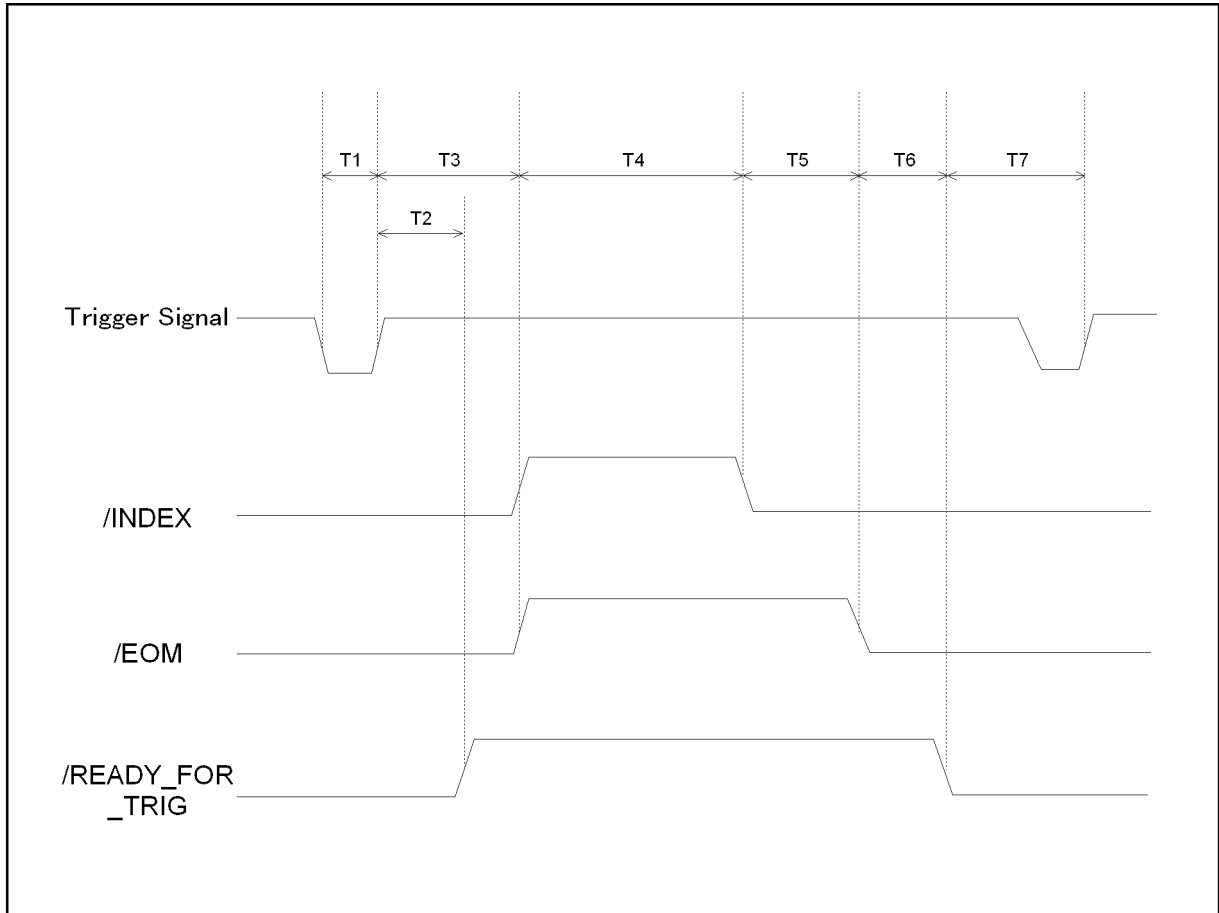 T1
T3
T4
T5
T6
T7
T2
Trigger Signal
/INDEX
/EOM
/READY_FOR
_TRIG